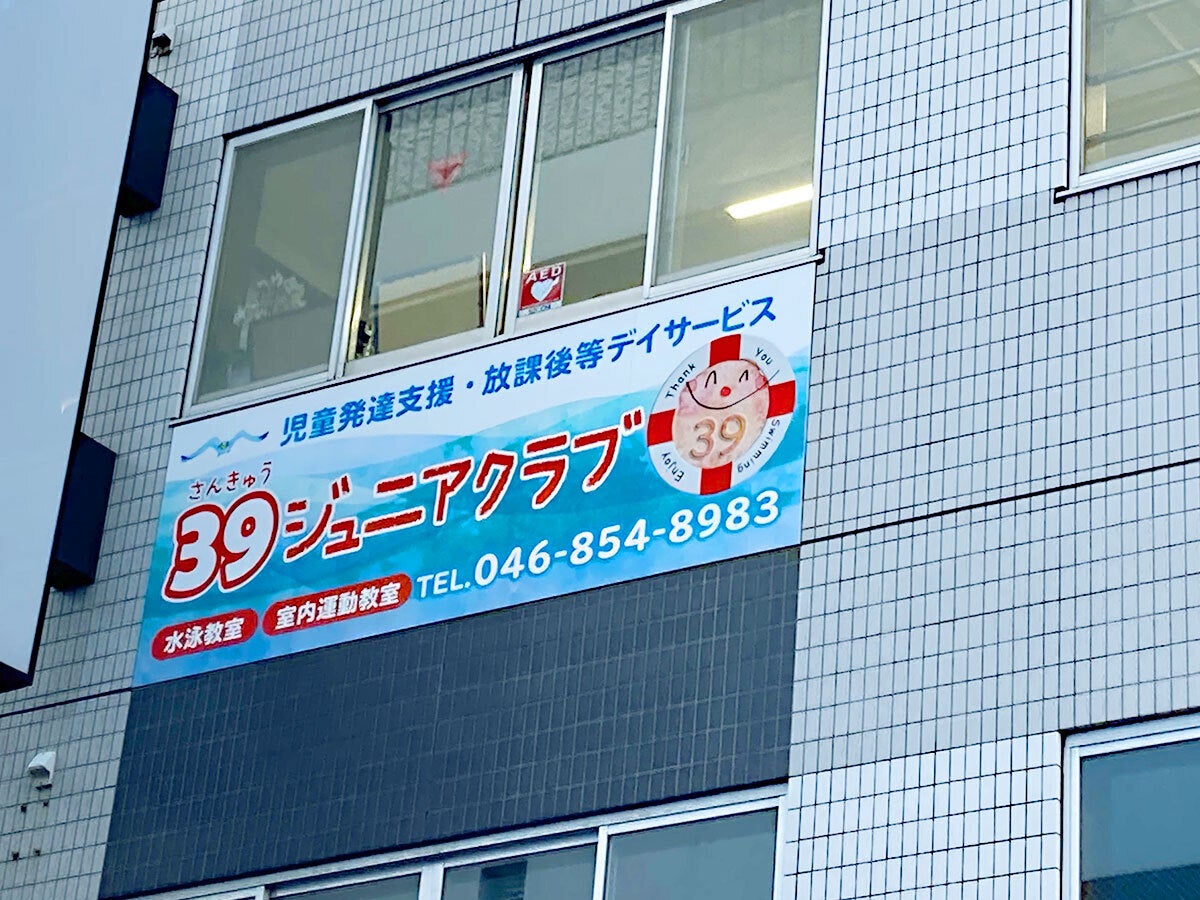 AED
児童発達支援・放課後等デイサービス
さんきゅう
39ジュニアクラブ
Thank You
39
Enjoy Swimming
TEL.046-854-8983
水泳教室
室内運動教室